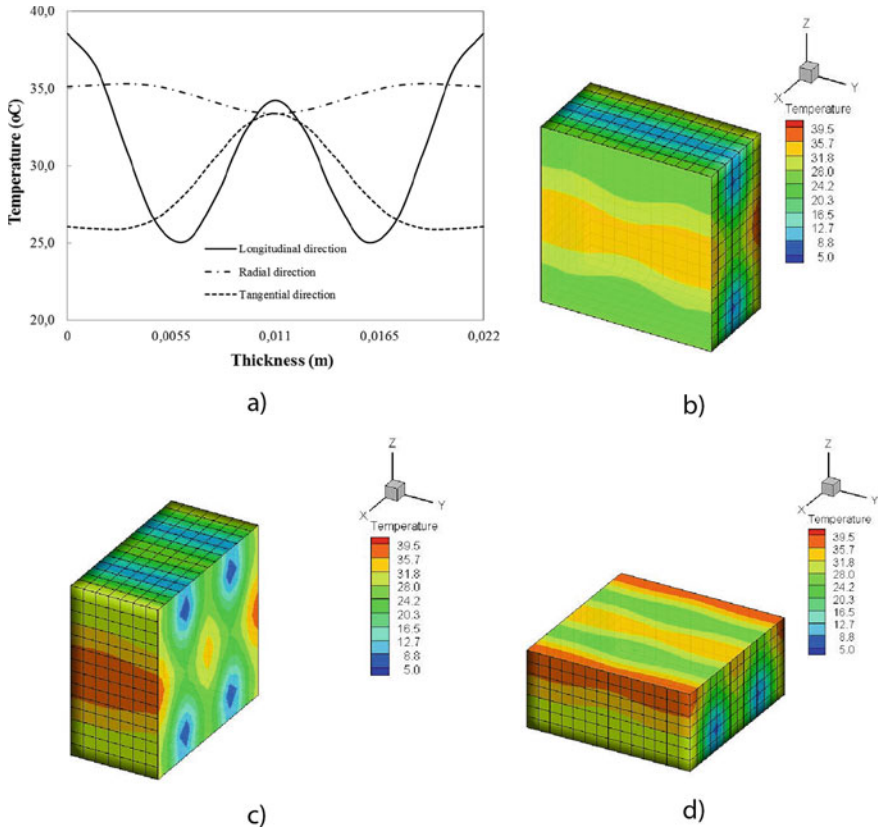 40,0
35,0
30,0
25,0
20,0
Temperature (oC)
Longitudinal direction
Radial direction
Tangential direction
0
0,0055
0,011
0,0165
0,022
Thickness (m)
a)
Z
X
Y
Temperature
39.5
35.7
31.8
28.0
24.2
20.3
16.5
12.7
8.8
5.0
b)
Z
X
Y
Temperature
39.5
35.7
31.8
28.0
24.2
20.3
16.5
12.7
8.8
5.0
c)
Z
X
Y
Temperature
39.5
35.7
31.8
28.0
24.2
20.3
16.5
12.7
8.8
5.0
d)